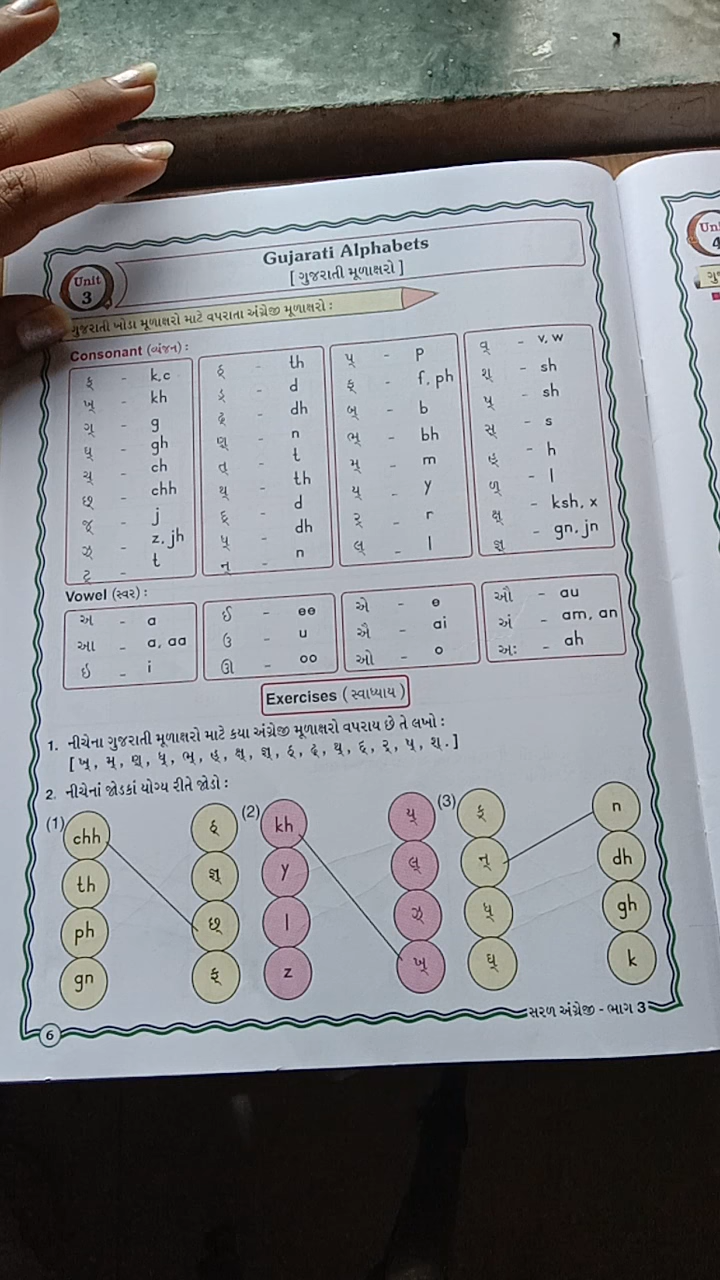 Gujarati Alphabets
[ ગુજરાતી મૂળાક્ષરો ]
Unit
3
ગુજરાતી ખોડા મૂળાક્ષરો માટે વપરાતા અંગ્રેજી મૂળાક્ષરો :
Consonant (વ્યંજન) :
ક્ - k,c
ખ્ - kh
ગ્ - g
ઘ્ - gh
ચ્ - ch
છ્ - chh
જ્ - j
ઝ્ - z, jh
ટ્ - t
ઠ્ - th
ડ્ - d
ઢ્ - dh
ણ્ - n
ત્ - t
થ્ - th
દ્ - d
ધ્ - dh
ન્ - n
પ્ - p
ફ્ - f, ph
બ્ - b
ભ્ - bh
મ્ - m
ય્ - y
ર્ - r
લ્ - l
વ્ - v, w
શ્ - sh
ષ્ - sh
સ્ - s
હ્ - h
ળ્ - l
ક્ષ્ - ksh, x
જ્ઞ્ - gn, jn
Vowel (સ્વર) :
અ - a
આ - a, aa
ઇ - i
ઈ - ee
ઉ - u
ઊ - oo
એ - e
ઐ - ai
ઓ - o
ઔ - au
અં - am, an
અઃ - ah
Exercises ( સ્વાધ્યાય )
1. નીચેના ગુજરાતી મૂળાક્ષરો માટે કયા અંગ્રેજી મૂળાક્ષરો વપરાય છે તે લખો :
[ ખ્, મ્, ણ્, ધ્, ભ્, હ્, ક્ષ્, જ્ઞ્, ઠ્, ઢ્, થ્, દ્, ર્, ષ્, શ્. ]
2. નીચેનાં જોડકાં યોગ્ય રીતે જોડો :
(1) chh ઠ્ (2) kh ય્ (3) ક્ n
th જ્ઞ્ y લ્ ન્ dh
ph છ્ l ઝ્ ધ્ gh
gn ફ્ z ખ્ ઘ્ k
6
સરળ અંગ્રેજી - ભાગ 3
Un
4